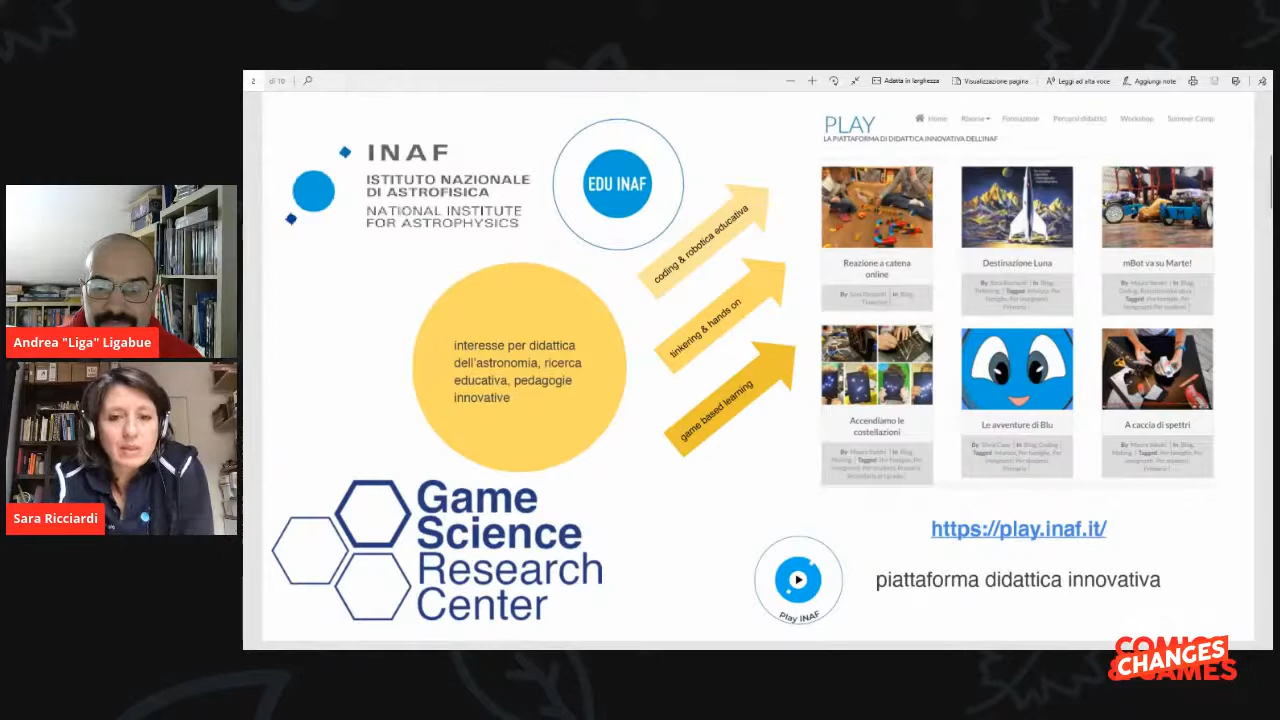 2 di 10
Adatta in larghezza
Visualizzazione pagina
Leggi ad alta voce
Aggiungi note
INAF
ISTITUTO NAZIONALE
DI ASTROFISICA
NATIONAL INSTITUTE
FOR ASTROPHYSICS
EDU INAF
coding & robotica educativa
tinkering & hands on
game based learning
interesse per didattica
dell'astronomia, ricerca
educativa, pedagogie
innovative
Game
Science
Research
Center
PLAY
LA PIATTAFORMA DI DIDATTICA INNOVATIVA DELL'INAF
Home
Risorse
Formazione
Percorsi didattici
Workshop
Summer Camp
Reazione a catena
online
Destinazione Luna
mBot va su Marte!
Accendiamo le
costellazioni
Le avventure di Blu
A caccia di spettri
https://play.inaf.it/
Play INAF
piattaforma didattica innovativa
Andrea "Liga" Ligabue
Sara Ricciardi
COMICS
CHANGES
& GAMES